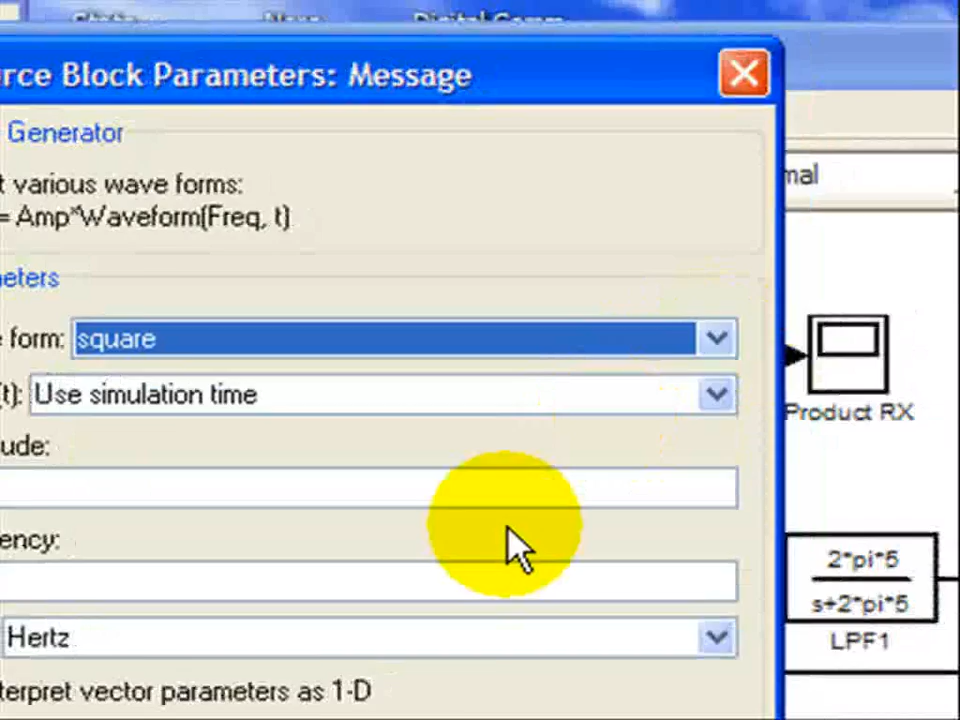 rce Block Parameters: Message
Generator
t various wave forms:
= Amp*Waveform(Freq, t)
eters
e form: square
(t): Use simulation time
ude:
ency:
Hertz
terpret vector parameters as 1-D
mal
Product RX
2*pi*5
s+2*pi*5
LPF1